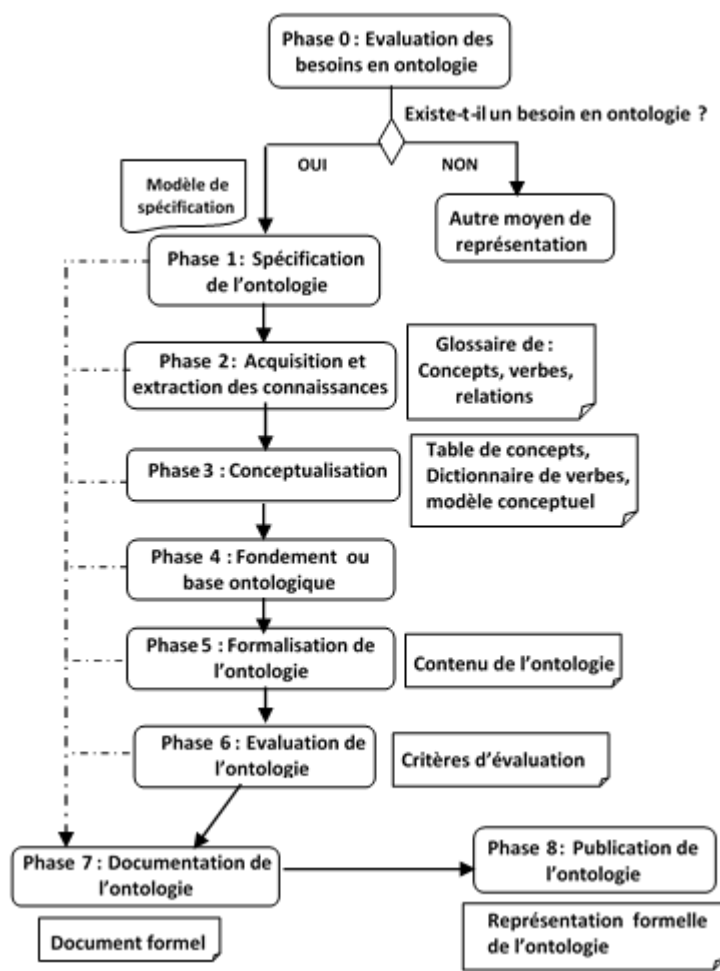 Phase 0 : Evaluation des
besoins en ontologie
Existe-t-il un besoin en ontologie ?
OUI
NON
Modèle de
spécification
Autre moyen de
représentation
Phase 1 : Spécification
de l'ontologie
Phase 2 : Acquisition et
extraction des connaissances
Glossaire de :
Concepts, verbes,
relations
Phase 3 : Conceptualisation
Table de concepts,
Dictionnaire de verbes,
modèle conceptuel
Phase 4 : Fondement ou
base ontologique
Phase 5 : Formalisation de
l'ontologie
Contenu de l'ontologie
Phase 6 : Evaluation de
l'ontologie
Critères d'évaluation
Phase 7 : Documentation de
l'ontologie
Phase 8 : Publication de
l'ontologie
Document formel
Représentation formelle
de l'ontologie